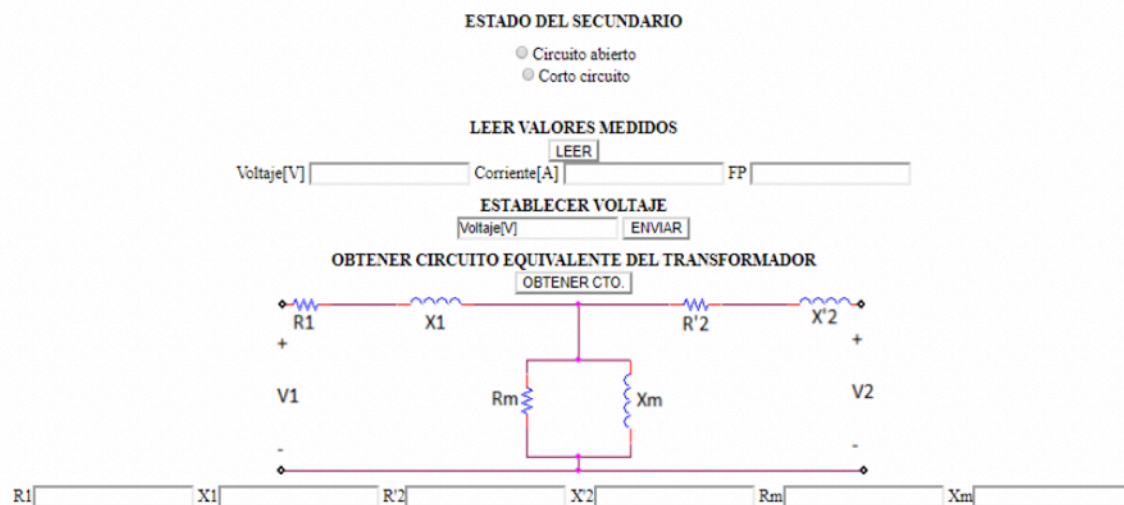 ESTADO DEL SECUNDARIO
Circuito abierto
Corto circuito
LEER VALORES MEDIDOS
LEER
Voltaje[V] Corriente[A] FP
ESTABLECER VOLTAJE
Voltaje[V] ENVIAR
OBTENER CIRCUITO EQUIVALENTE DEL TRANSFORMADOR
OBTENER CTO.
R1 X1 R'2 X'2
+ +
V1 Rm Xm V2
- -
R1 X1 R'2 X'2 Rm Xm